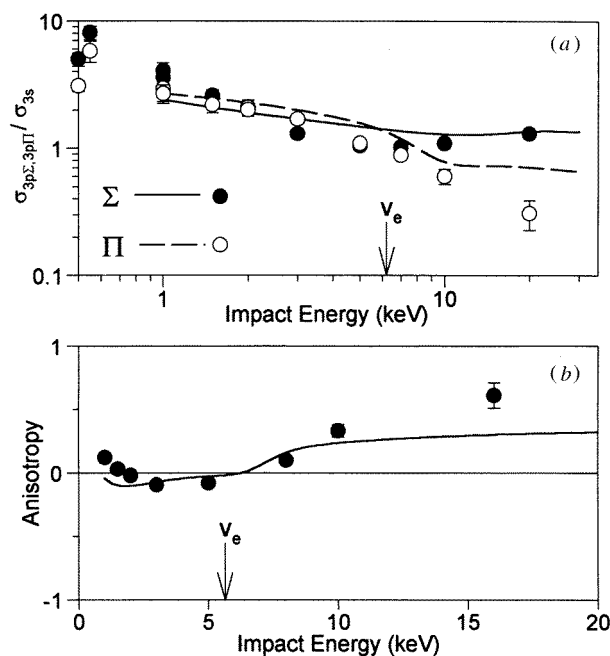 10
(a)
σ3pΣ,3pΠ / σ3s
1
Σ
Π
ve
0.1
1
10
Impact Energy (keV)
1
(b)
Anisotropy
0
ve
-1
0
5
10
15
20
Impact Energy (keV)